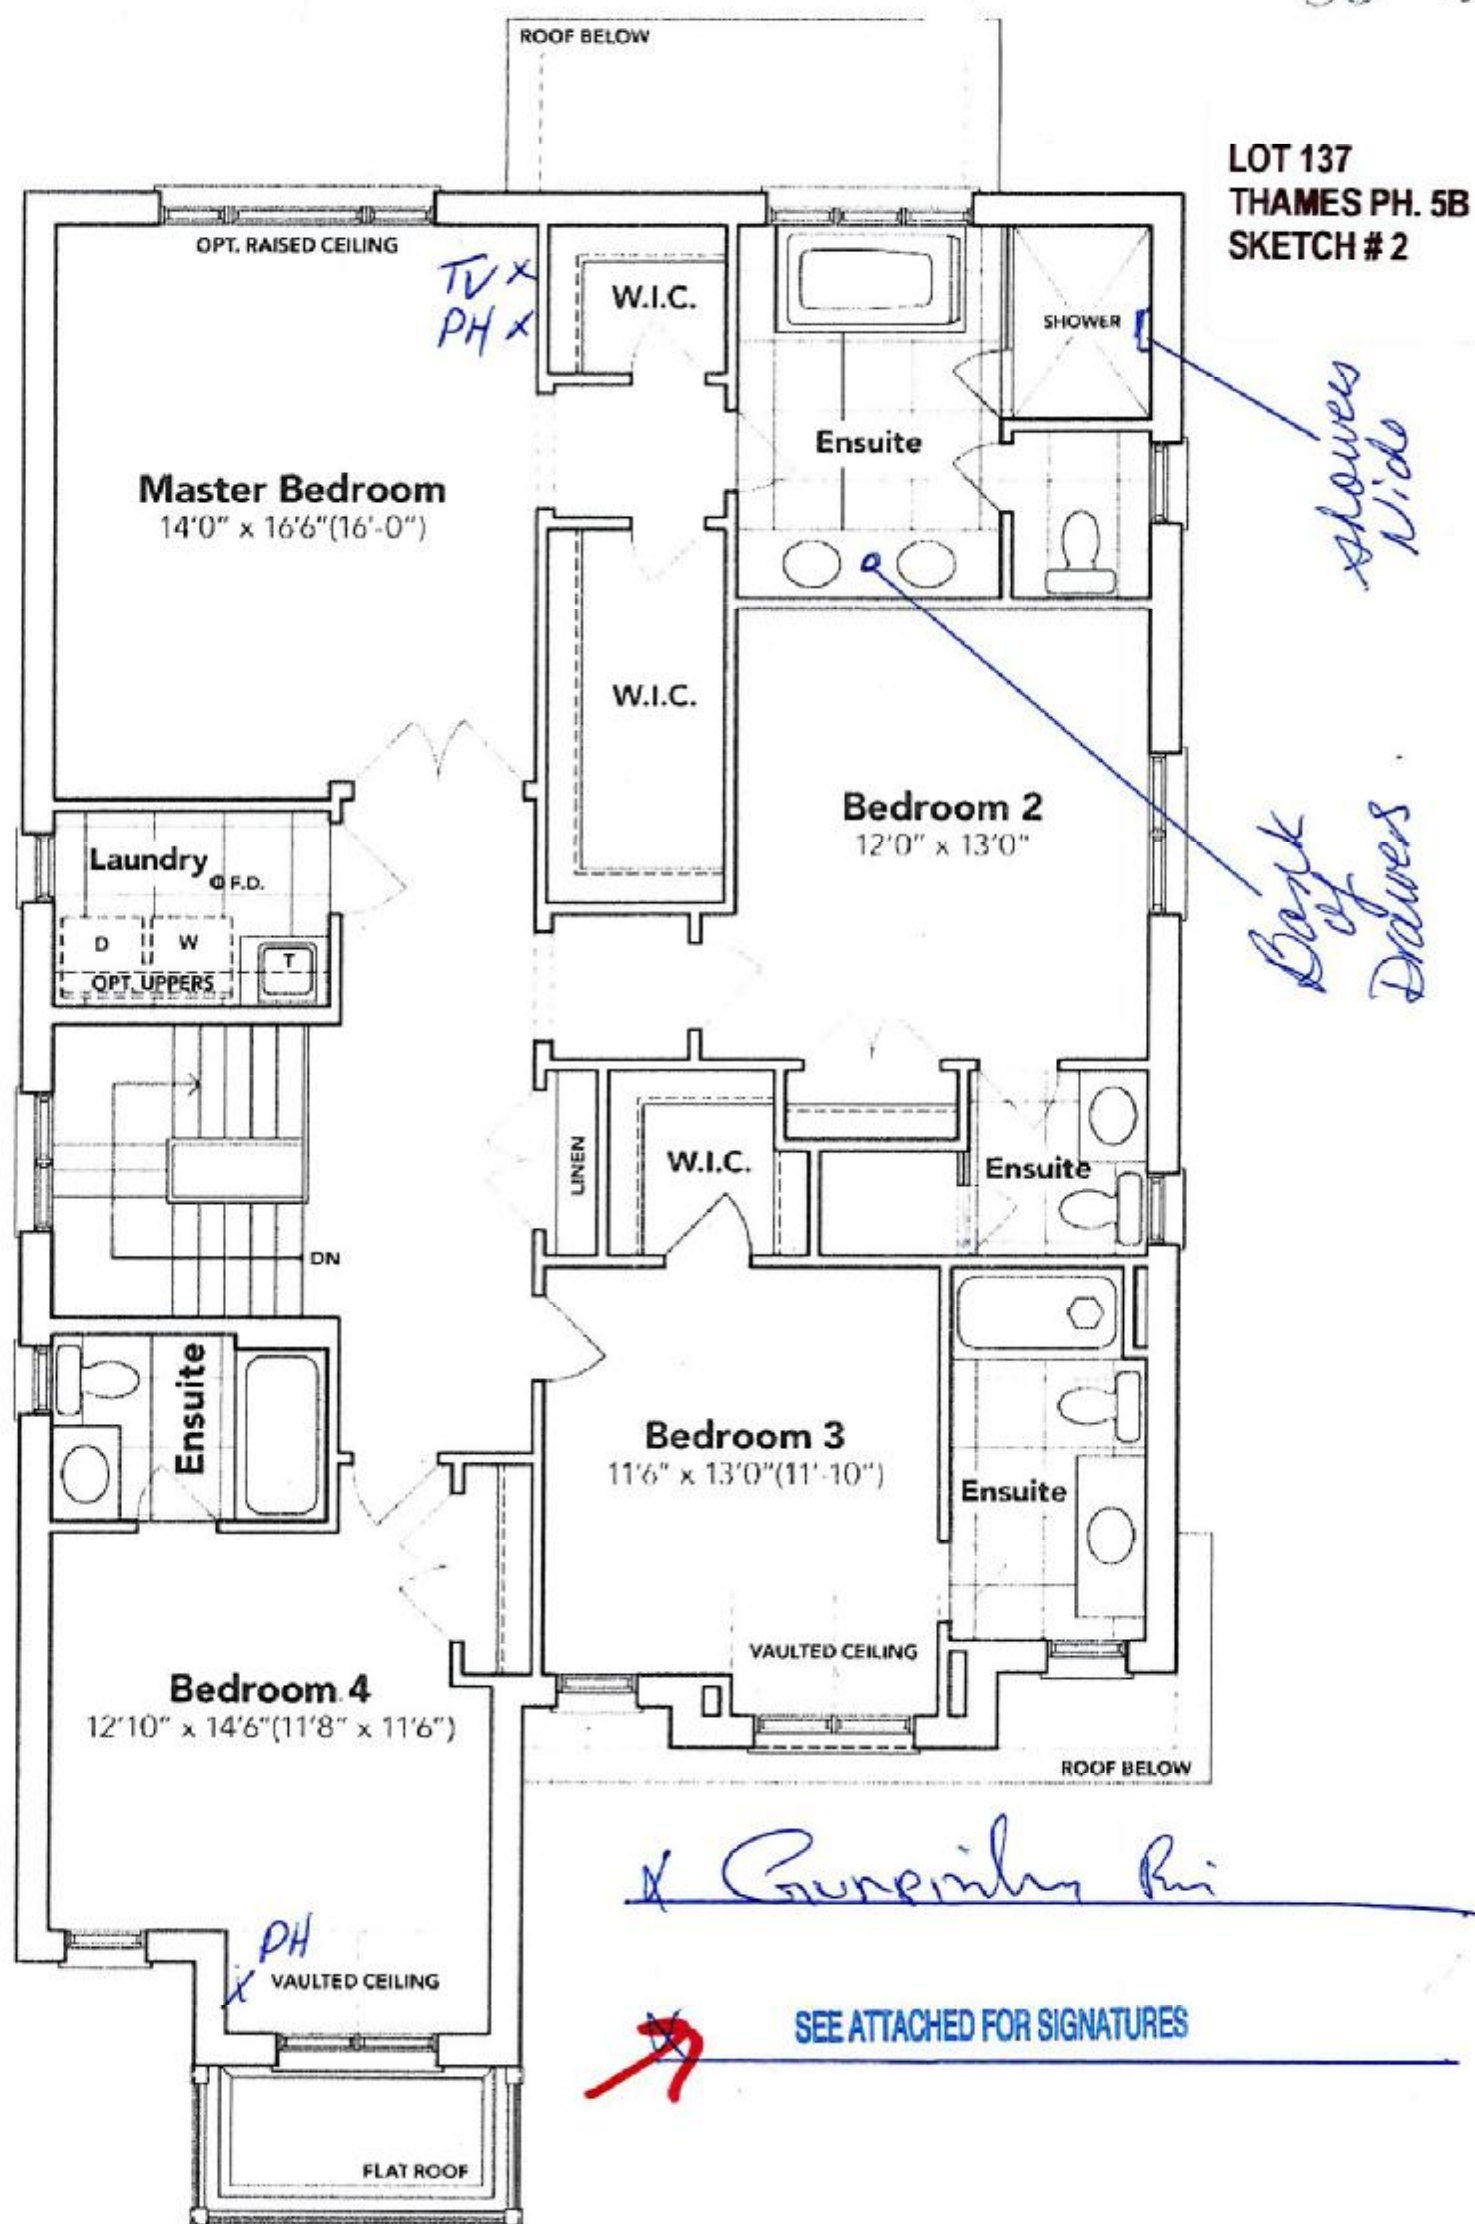 ROOF BELOW
LOT 137
THAMES PH. 5B
SKETCH # 2
OPT. RAISED CEILING
TV X
PH X
W.I.C.
SHOWER
Ensuite
Master Bedroom
14'0" x 16'6"(16'-0")
W.I.C.
Bedroom 2
12'0" x 13'0"
Bank
of
Drawers
Laundry
F.D.
D
W
T
OPT. UPPERS
LINEN
W.I.C.
Ensuite
DN
Ensuite
Bedroom 3
11'6" x 13'0"(11'-10")
Ensuite
VAULTED CEILING
Bedroom 4
12'10" x 14'6"(11'8" x 11'6")
ROOF BELOW
PH
X
VAULTED CEILING
X
X
SEE ATTACHED FOR SIGNATURES
FLAT ROOF